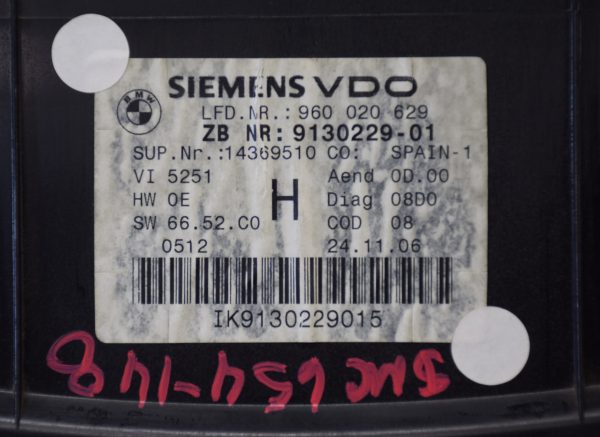 BMW
SIEMENS VDO
LFD.NR.: 960 020 629
ZB NR: 9130229-01
SUP.Nr.:14369510 CO: SPAIN-1
VI 5251 Aend 0D.00
HW 0E H Diag 08D0
SW 66.52.C0 COD 08
0512 24.11.06
IK9130229015